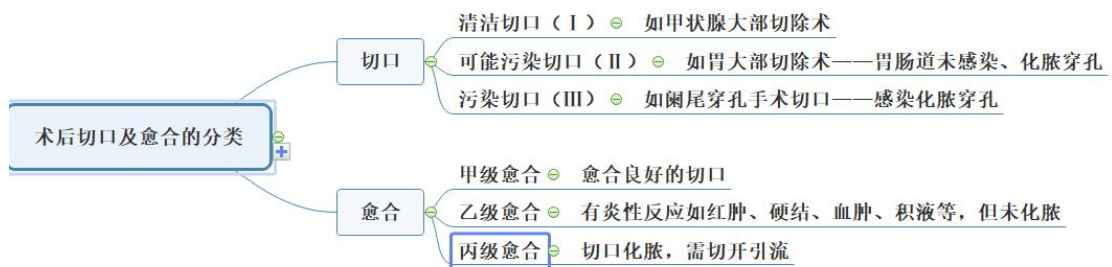 术后切口及愈合的分类
切口
清洁切口（Ⅰ） 如甲状腺大部切除术
可能污染切口（Ⅱ） 如胃大部切除术——胃肠道未感染、化脓穿孔
污染切口（Ⅲ） 如阑尾穿孔手术切口——感染化脓穿孔
愈合
甲级愈合 愈合良好的切口
乙级愈合 有炎性反应如红肿、硬结、血肿、积液等，但未化脓
丙级愈合 切口化脓，需切开引流